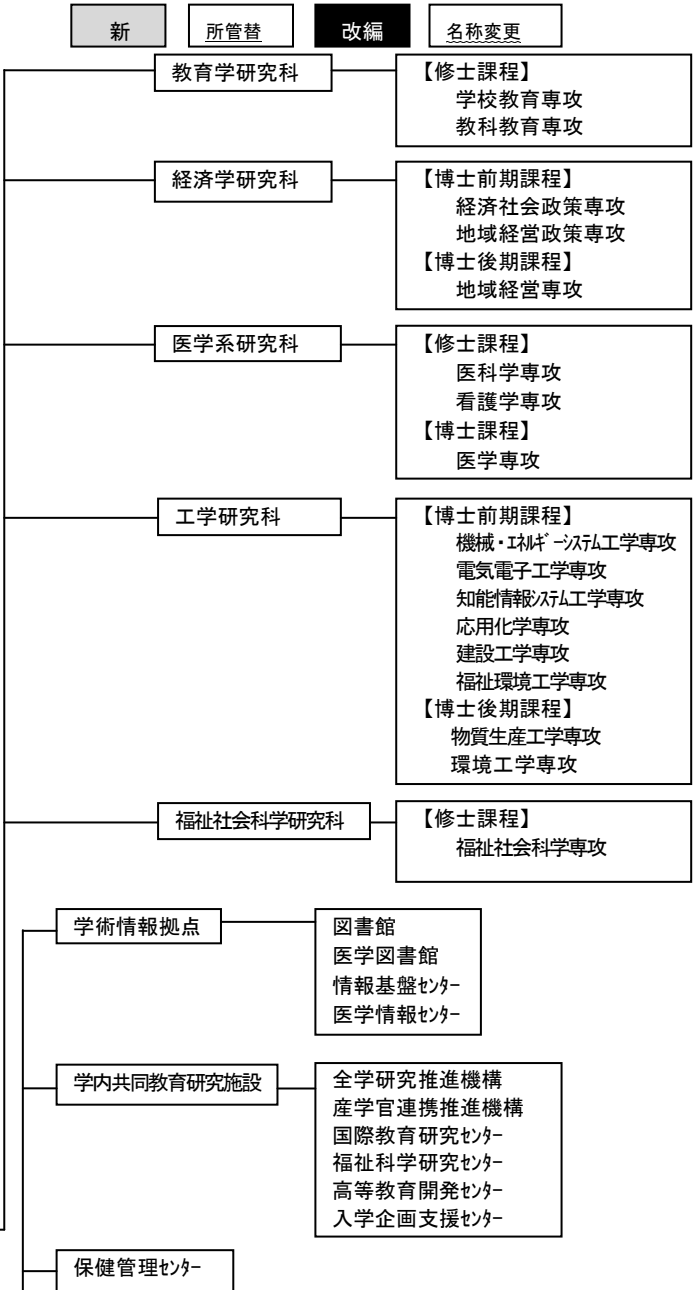 新 所管替 改編 名称変更
教育学研究科
【修士課程】
学校教育専攻
教科教育専攻
経済学研究科
【博士前期課程】
経済社会政策専攻
地域経営政策専攻
【博士後期課程】
地域経営専攻
医学系研究科
【修士課程】
医科学専攻
看護学専攻
【博士課程】
医学専攻
工学研究科
【博士前期課程】
機械・ｴﾈﾙｷﾞｰｼｽﾃﾑ工学専攻
電気電子工学専攻
知能情報ｼｽﾃﾑ工学専攻
応用化学専攻
建設工学専攻
福祉環境工学専攻
【博士後期課程】
物質生産工学専攻
環境工学専攻
福祉社会科学研究科
【修士課程】
福祉社会科学専攻
学術情報拠点
図書館
医学図書館
情報基盤ｾﾝﾀｰ
医学情報ｾﾝﾀｰ
学内共同教育研究施設
全学研究推進機構
産学官連携推進機構
国際教育研究ｾﾝﾀｰ
福祉科学研究ｾﾝﾀｰ
高等教育開発ｾﾝﾀｰ
入学企画支援ｾﾝﾀｰ
保健管理ｾﾝﾀｰ